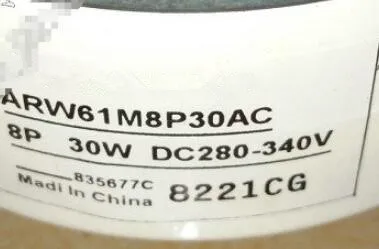 ARW61M8P30AC
8P 30W DC280-340V
835677C
Madi In China 8221CG